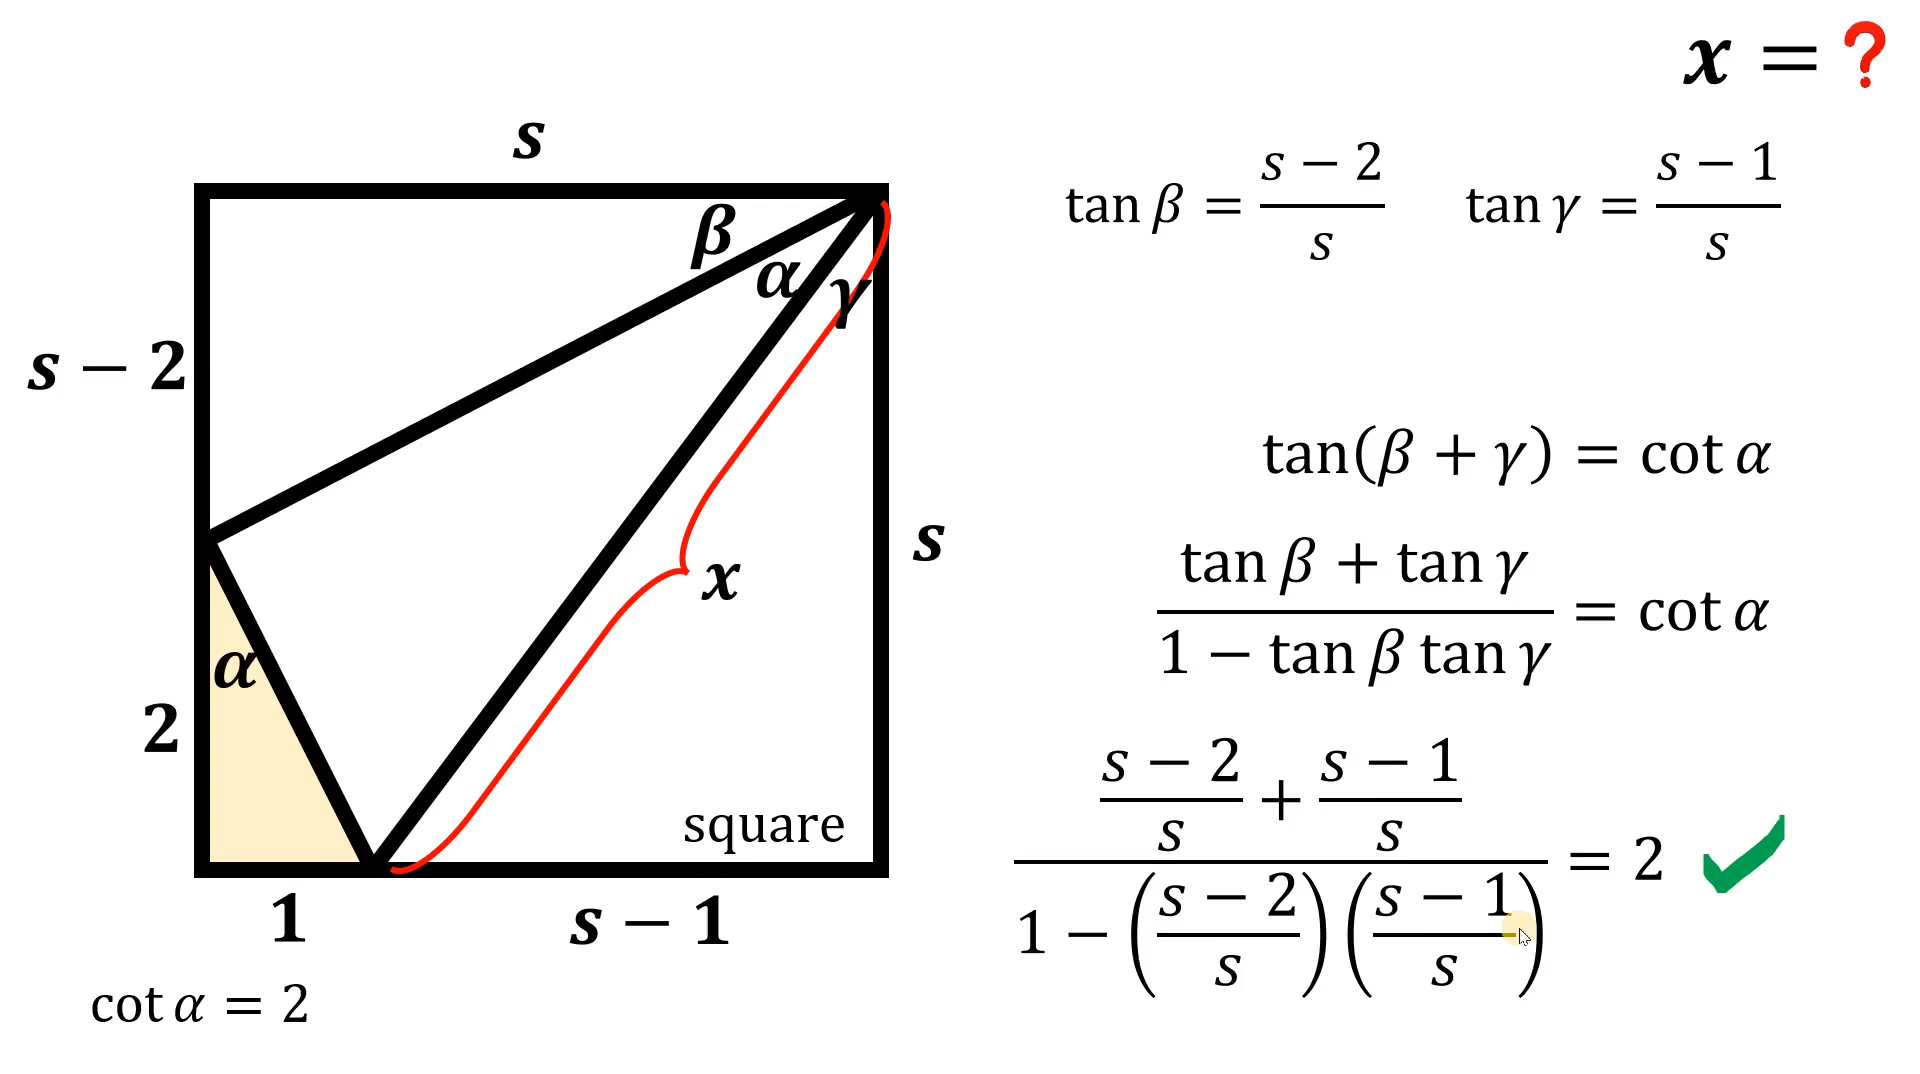 x = ?
s
tan β = (s − 2)/s    tan γ = (s − 1)/s
β
α
γ
s − 2
tan(β + γ) = cot α
s
x
(tan β + tan γ)/(1 − tan β tan γ) = cot α
α
2
((s − 2)/s + (s − 1)/s)/(1 − ((s − 2)/s)((s − 1)/s)) = 2
square
1
s − 1
cot α = 2